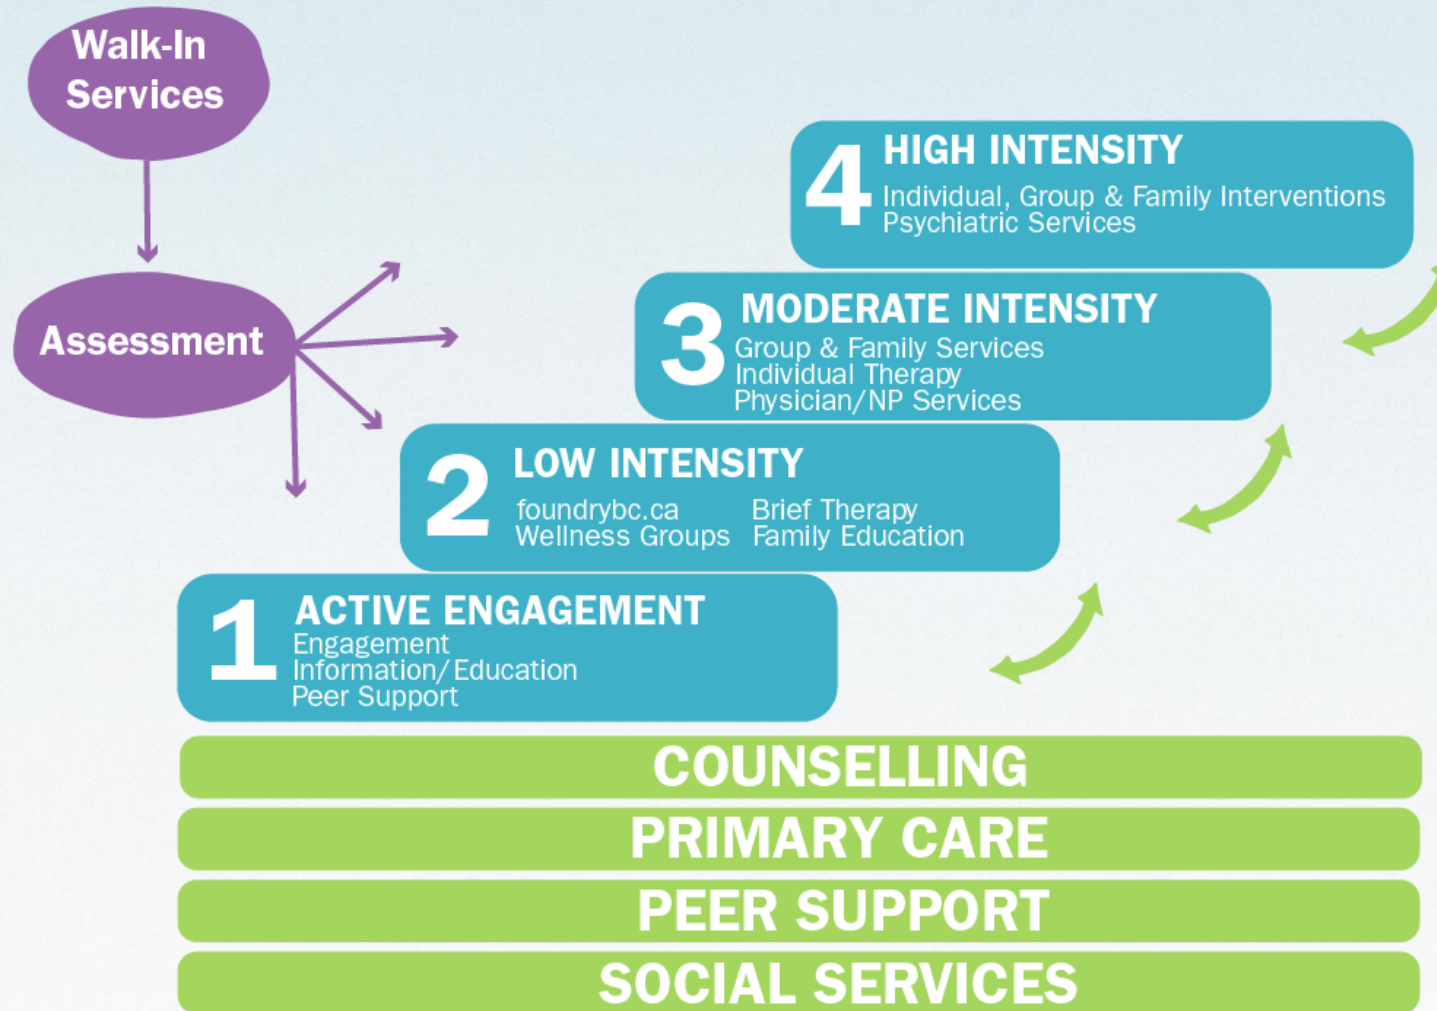 Walk-In
Services
Assessment
4
HIGH INTENSITY
Individual, Group & Family Interventions
Psychiatric Services
3
MODERATE INTENSITY
Group & Family Services
Individual Therapy
Physician/NP Services
2
LOW INTENSITY
foundrybc.ca Brief Therapy
Wellness Groups Family Education
1
ACTIVE ENGAGEMENT
Engagement
Information/Education
Peer Support
COUNSELLING
PRIMARY CARE
PEER SUPPORT
SOCIAL SERVICES